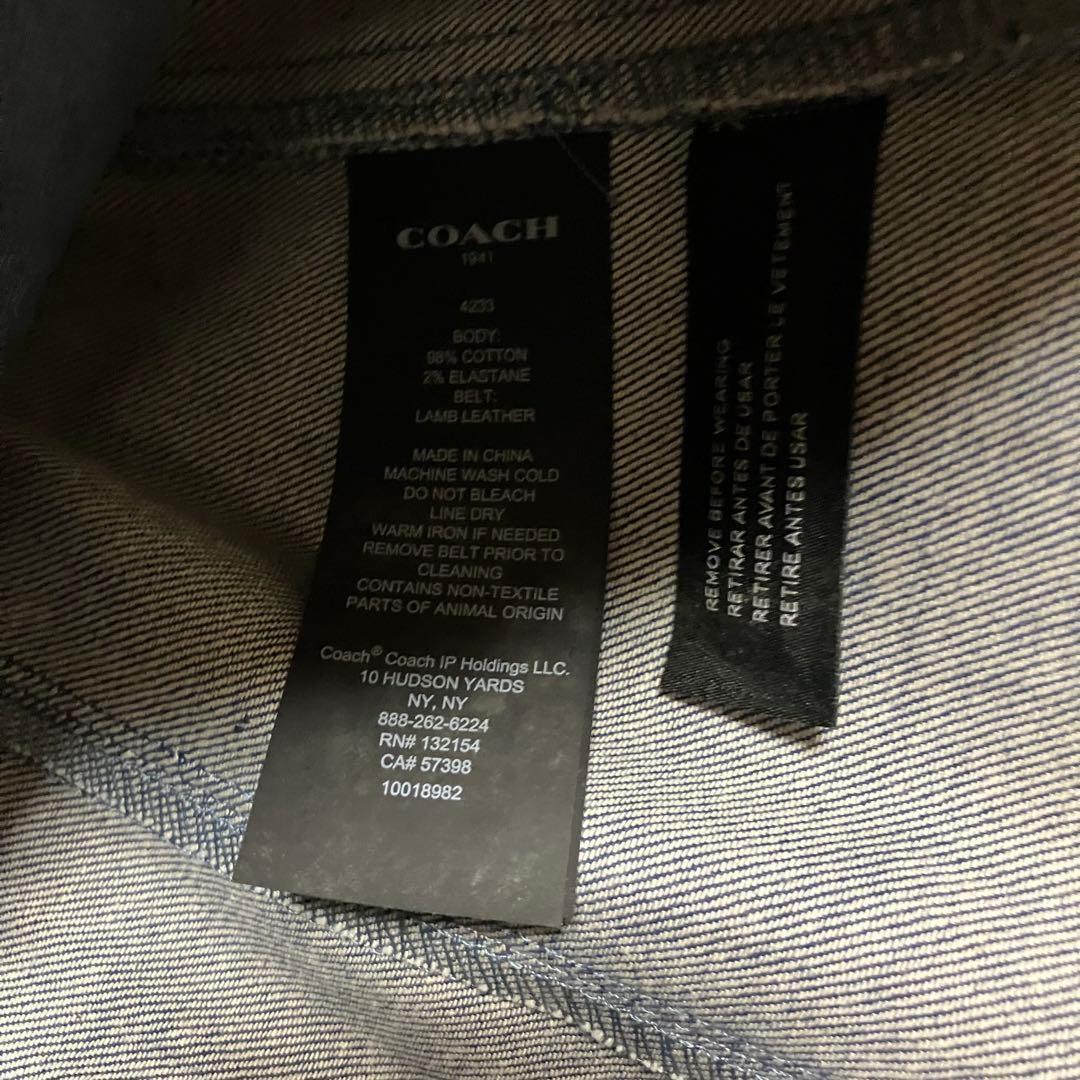 COACH
1941
4233
BODY:
98% COTTON
2% ELASTANE
BELT:
LAMB LEATHER
MADE IN CHINA
MACHINE WASH COLD
DO NOT BLEACH
LINE DRY
WARM IRON IF NEEDED
REMOVE BELT PRIOR TO
CLEANING
CONTAINS NON-TEXTILE
PARTS OF ANIMAL ORIGIN
Coach® Coach IP Holdings LLC.
10 HUDSON YARDS
NY, NY
888-262-6224
RN# 132154
CA# 57398
10018982
REMOVE BEFORE WEARING
RETIRAR ANTES DE USAR
RETIRER AVANT DE PORTER LE VETEMENT
RETIRE ANTES USAR